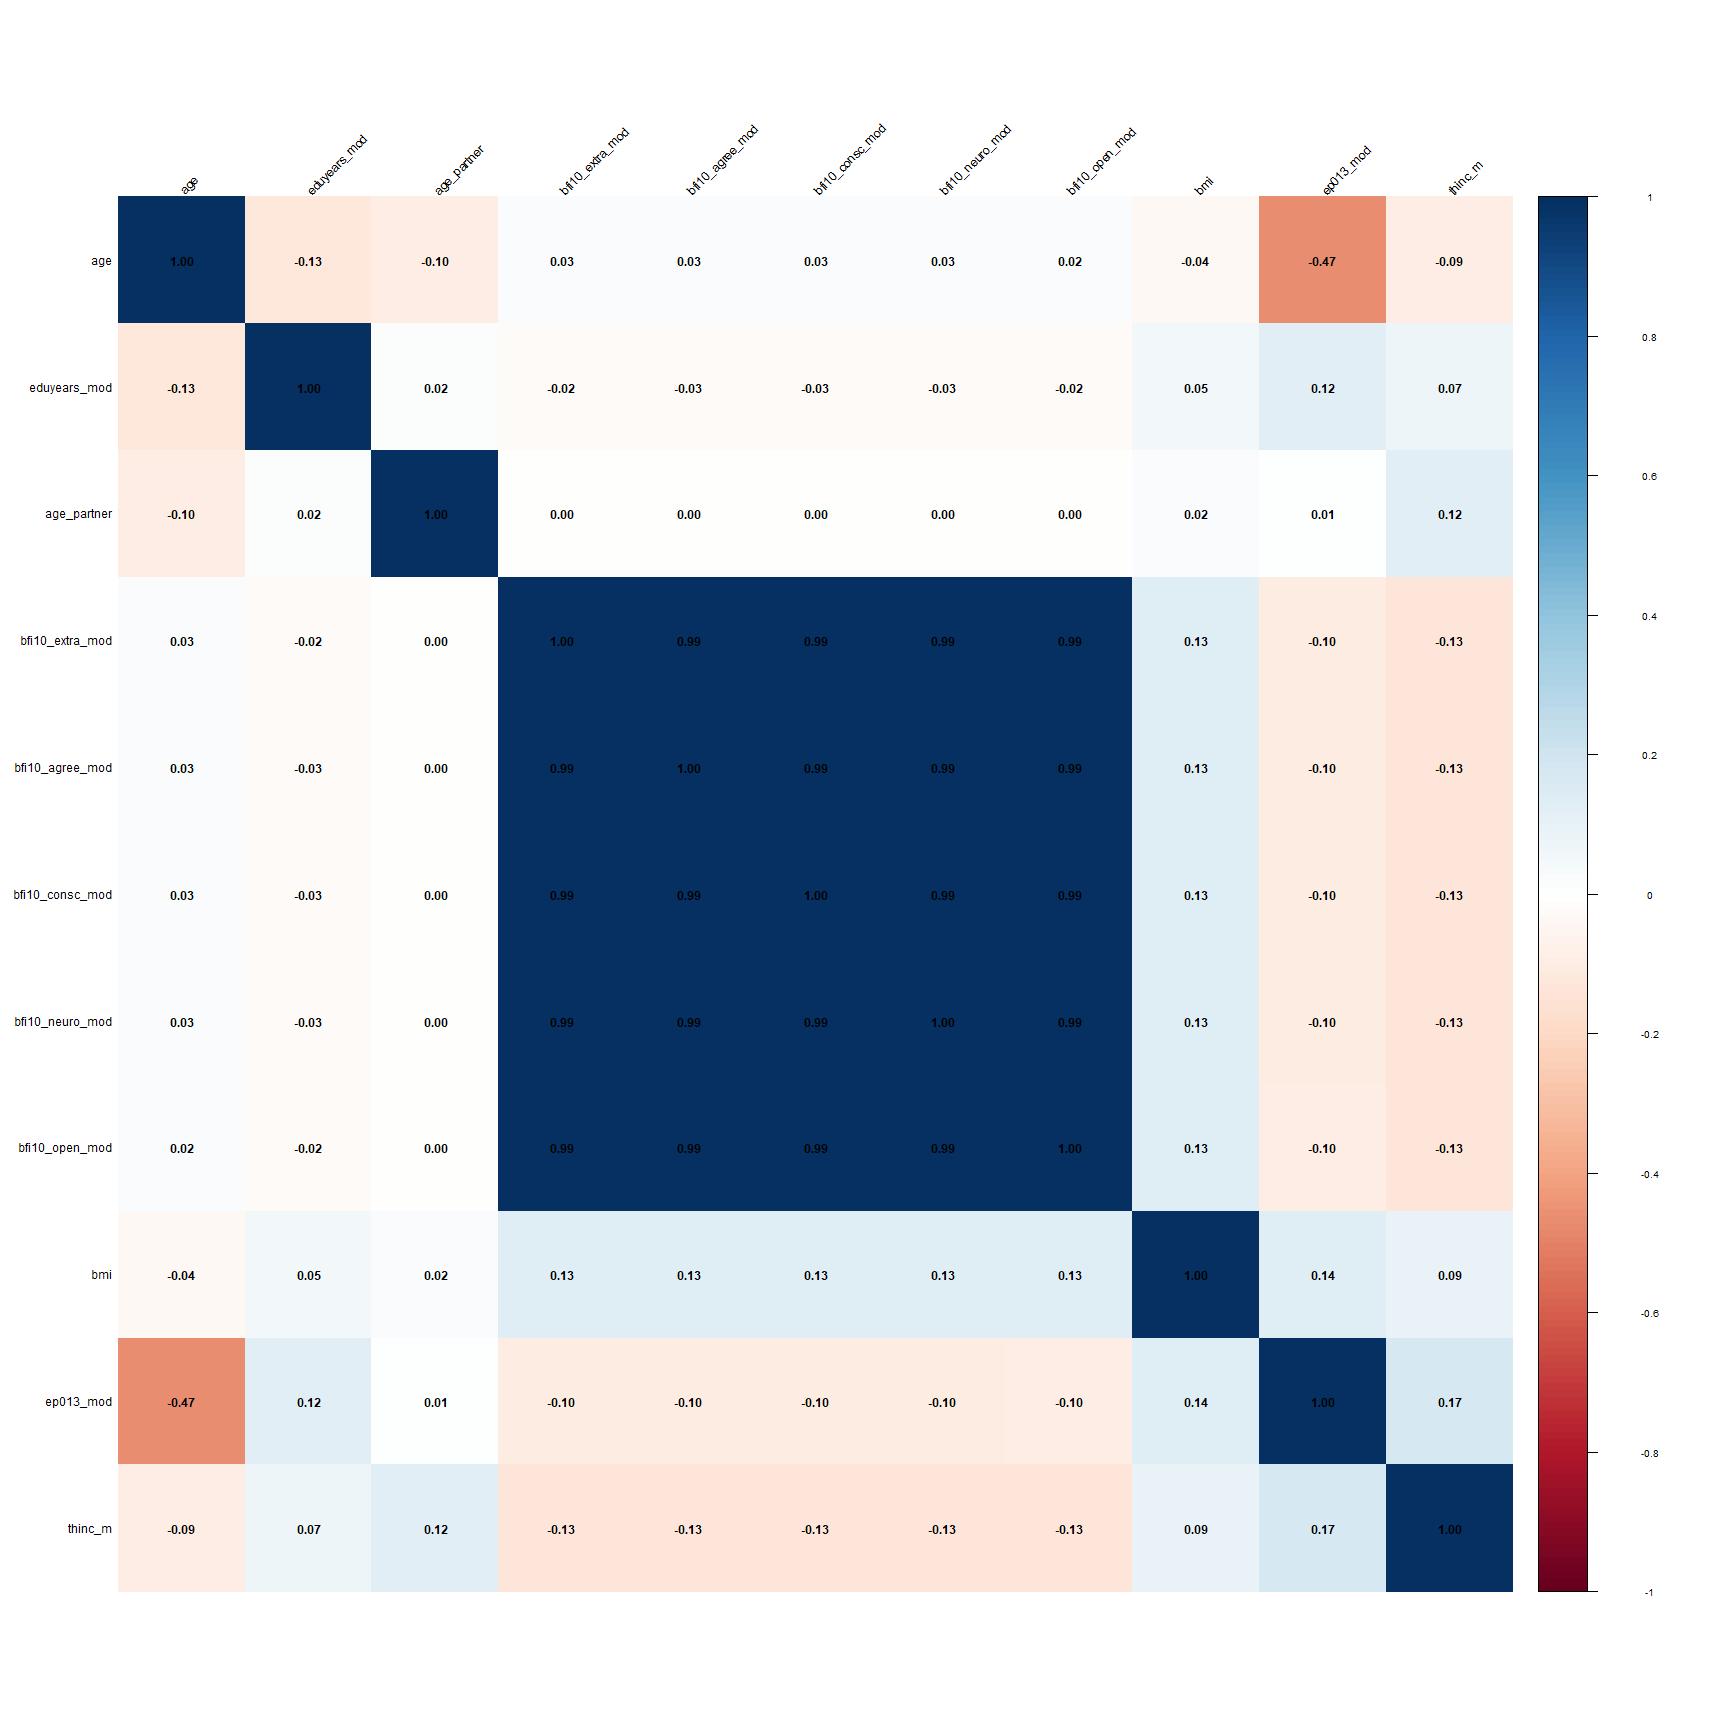 age eduyears_mod age_partner bfi10_extra_mod bfi10_agree_mod bfi10_consc_mod bfi10_neuro_mod bfi10_open_mod bmi ep013_mod thinc_m
1
age 1.00 -0.13 -0.10 0.03 0.03 0.03 0.03 0.02 -0.04 -0.47 -0.09
0.8
eduyears_mod -0.13 1.00 0.02 -0.02 -0.03 -0.03 -0.03 -0.02 0.05 0.12 0.07
0.6
age_partner -0.10 0.02 1.00 0.00 0.00 0.00 0.00 0.00 0.02 0.01 0.12
0.4
bfi10_extra_mod 0.03 -0.02 0.00 1.00 0.99 0.99 0.99 0.99 0.13 -0.10 -0.13
0.2
bfi10_agree_mod 0.03 -0.03 0.00 0.99 1.00 0.99 0.99 0.99 0.13 -0.10 -0.13
bfi10_consc_mod 0.03 -0.03 0.00 0.99 0.99 1.00 0.99 0.99 0.13 -0.10 -0.13
0
bfi10_neuro_mod 0.03 -0.03 0.00 0.99 0.99 0.99 1.00 0.99 0.13 -0.10 -0.13
-0.2
bfi10_open_mod 0.02 -0.02 0.00 0.99 0.99 0.99 0.99 1.00 0.13 -0.10 -0.13
-0.4
bmi -0.04 0.05 0.02 0.13 0.13 0.13 0.13 0.13 1.00 0.14 0.09
-0.6
ep013_mod -0.47 0.12 0.01 -0.10 -0.10 -0.10 -0.10 -0.10 0.14 1.00 0.17
-0.8
thinc_m -0.09 0.07 0.12 -0.13 -0.13 -0.13 -0.13 -0.13 0.09 0.17 1.00
-1